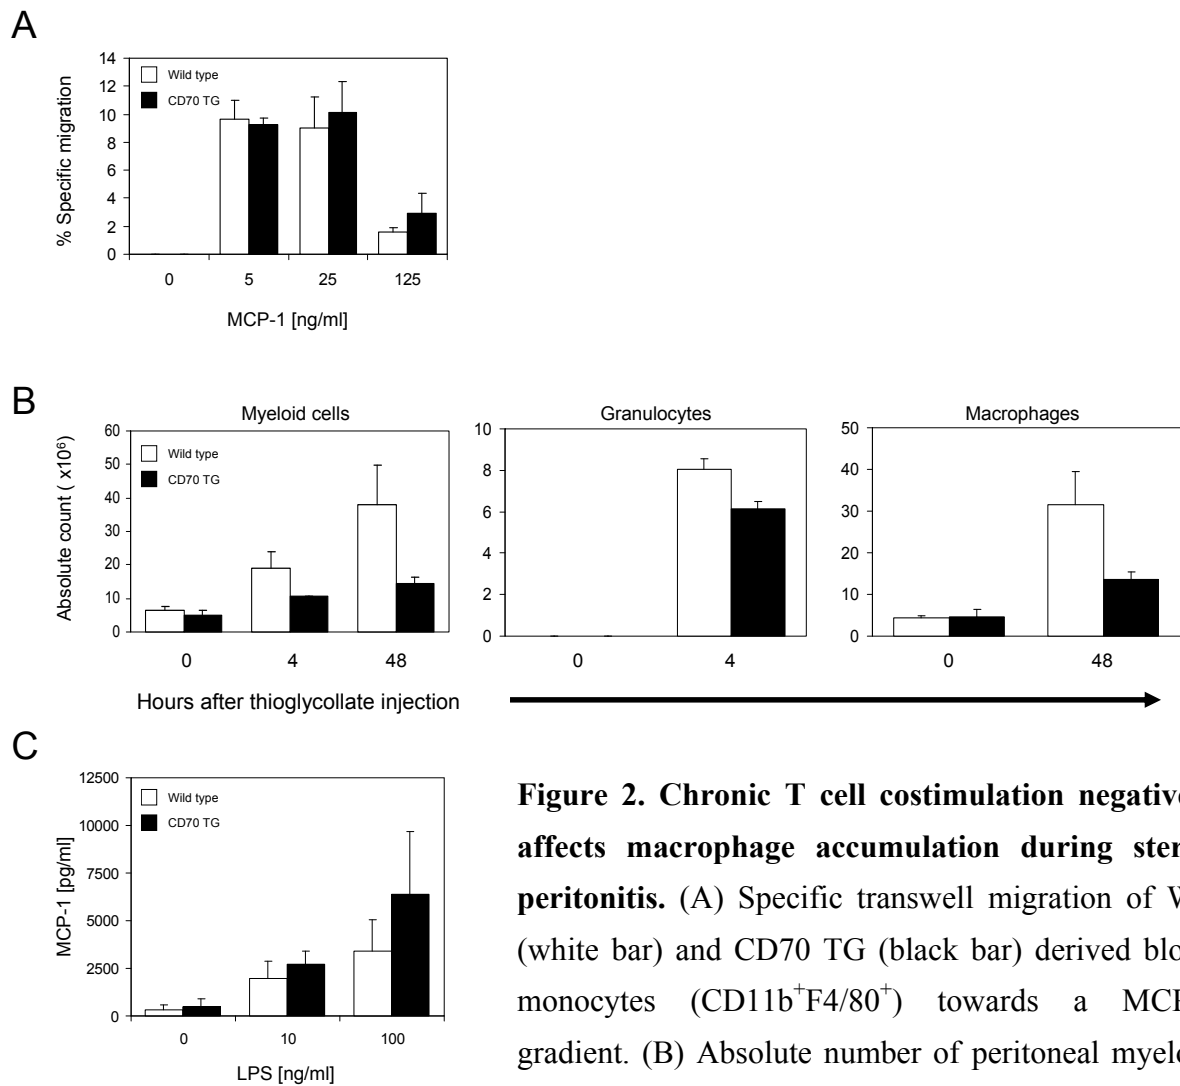 A
14
12
10
8
6
4
2
0
% Specific migration
Wild type
CD70 TG
0 5 25 125
MCP-1 [ng/ml]
B
Myeloid cells
Granulocytes
Macrophages
Absolute count ( x10⁶)
60
50
40
30
20
10
0
Wild type
CD70 TG
0 4 48
10
8
6
4
2
0
0 4
50
40
30
20
10
0
0 48
Hours after thioglycollate injection
C
12500
10000
7500
5000
2500
0
MCP-1 [pg/ml]
Wild type
CD70 TG
0 10 100
LPS [ng/ml]
Figure 2. Chronic T cell costimulation negative
affects macrophage accumulation during ster
peritonitis. (A) Specific transwell migration of W
(white bar) and CD70 TG (black bar) derived blo
monocytes (CD11b⁺F4/80⁺) towards a MCP
gradient. (B) Absolute number of peritoneal myelo